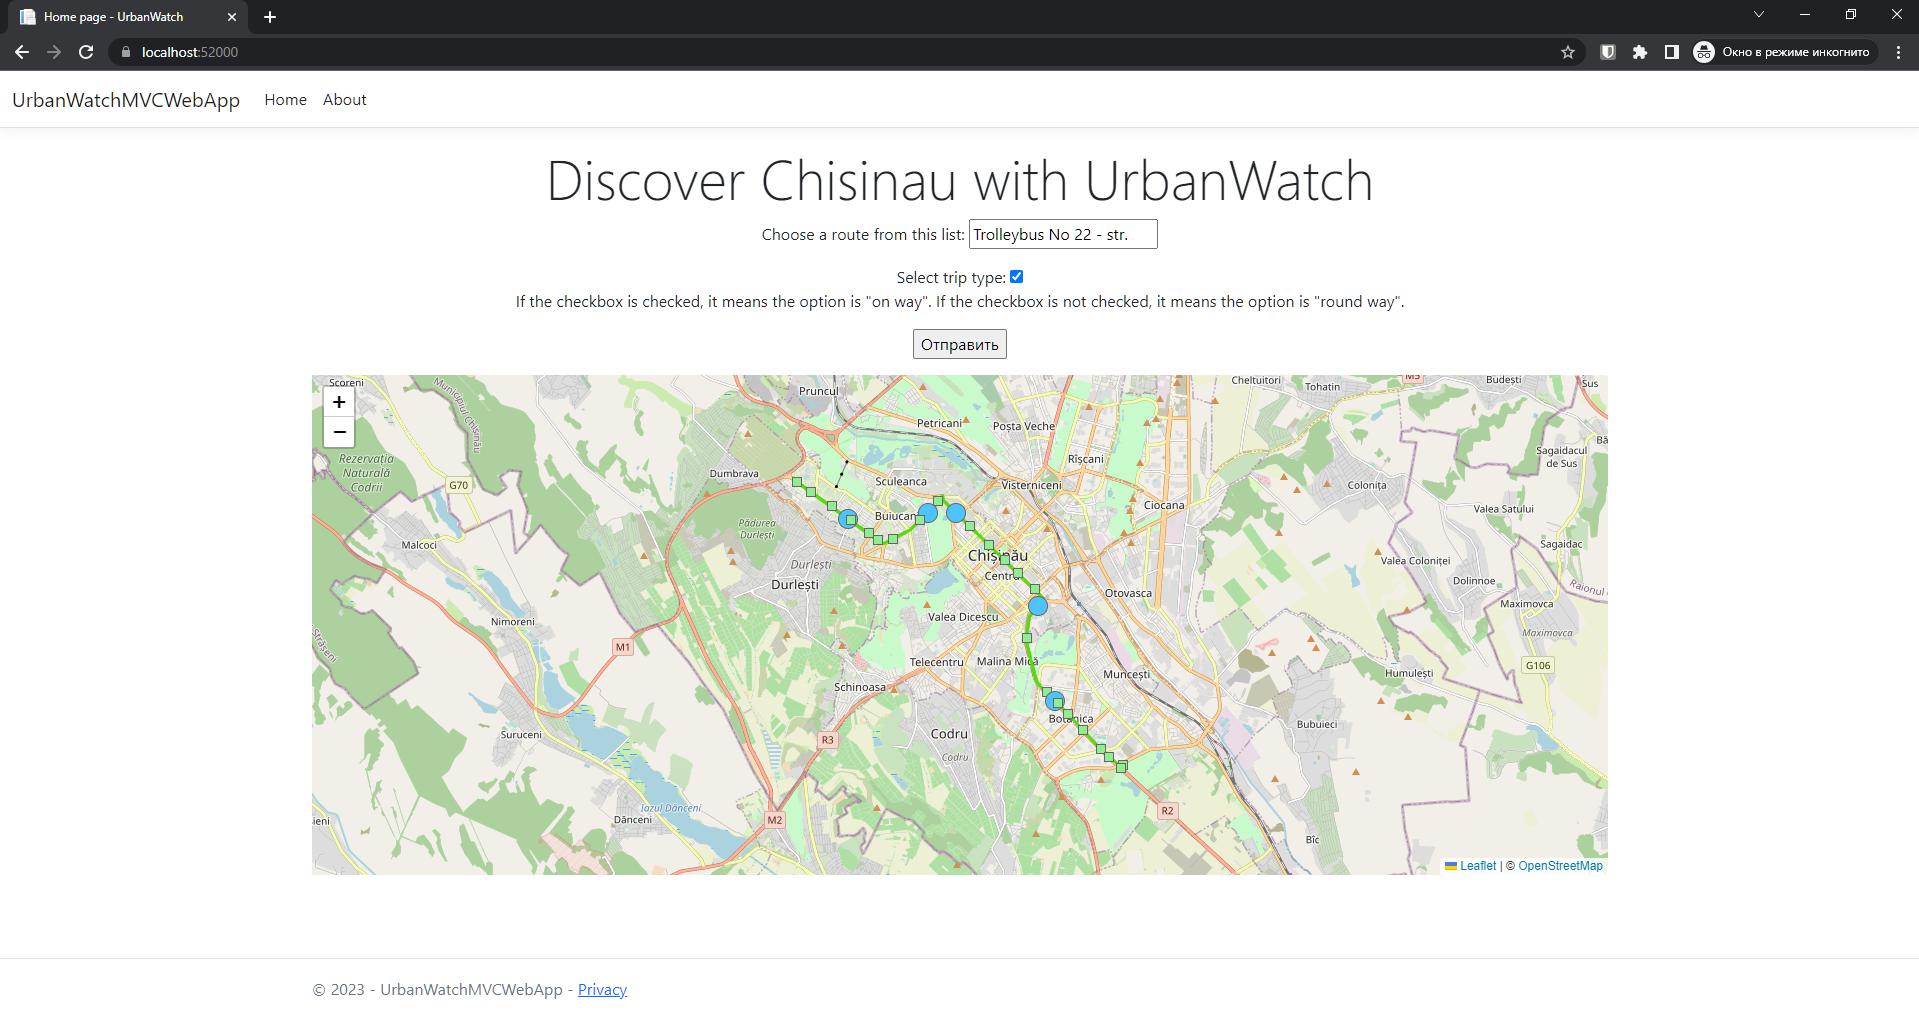 Home page - UrbanWatch
localhost:52000
Окно в режиме инкогнито
UrbanWatchMVCWebApp Home About
Discover Chisinau with UrbanWatch
Choose a route from this list: Trolleybus No 22 - str.
Select trip type:
If the checkbox is checked, it means the option is "on way". If the checkbox is not checked, it means the option is "round way".
Отправить
+
−
Scoreni
Municipiul Chișinău
Pruncul
Cheltuitori
Tohatin
M5
Budești
Sus
Petricani
Poșta Veche
Rezervația
Naturală
Codrii
Dumbrava
Rîșcani
Sagaidacul
de Sus
G70
Sculeanca
Visterniceni
Colonița
Ciocana
Valea Satului
Buiucani
Pădurea
Durlești
Malcoci
Sagaidac
Chișinău
Centru
Durlești
Durlești
Valea Coloniței
Dolinnoe
Otovasca
Maximovca
Nimoreni
Valea Dicescu
Maximovca
Strășeni
M1
Telecentru
Malina Mică
G106
Muncești
Humulești
Schinoasa
Botanica
Bubuieci
Suruceni
R3
Codru
Codru
Iazul Dănceni
Dănceni
M2
R2
Bîc
Leaflet | © OpenStreetMap
© 2023 - UrbanWatchMVCWebApp - Privacy